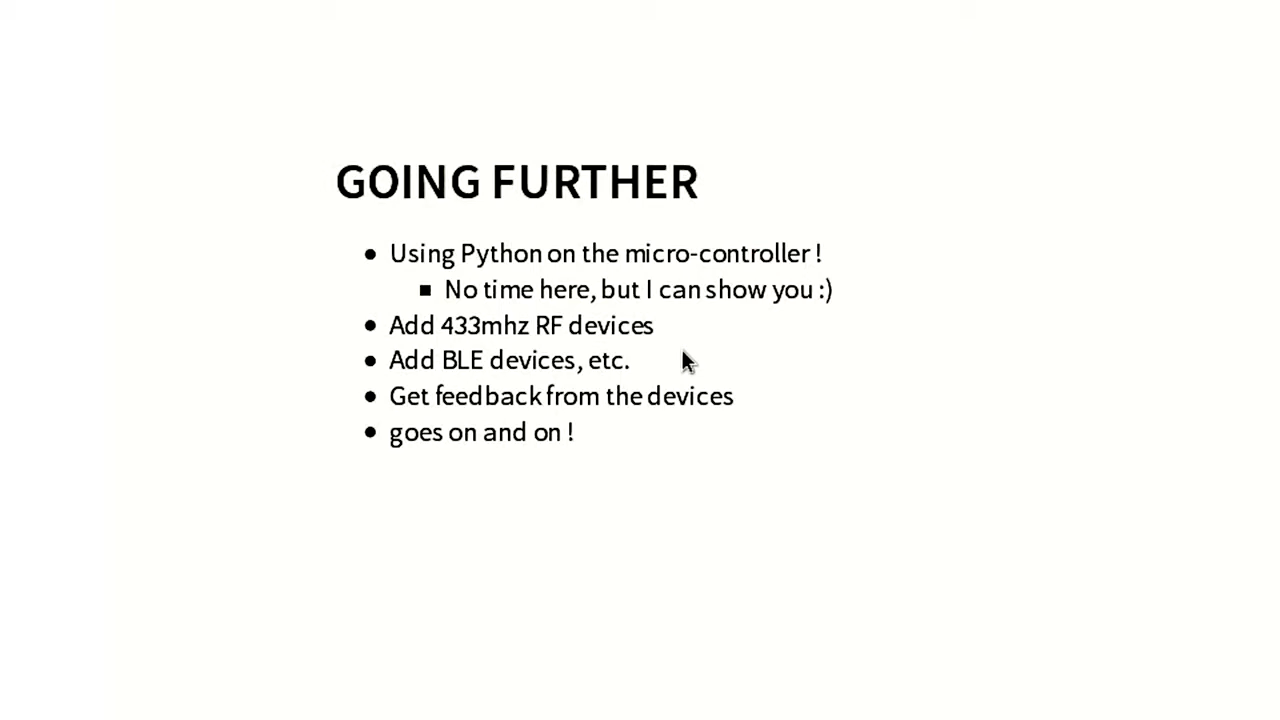 GOING FURTHER
Using Python on the micro-controller !
No time here, but I can show you :)
Add 433mhz RF devices
Add BLE devices, etc.
Get feedback from the devices
goes on and on !